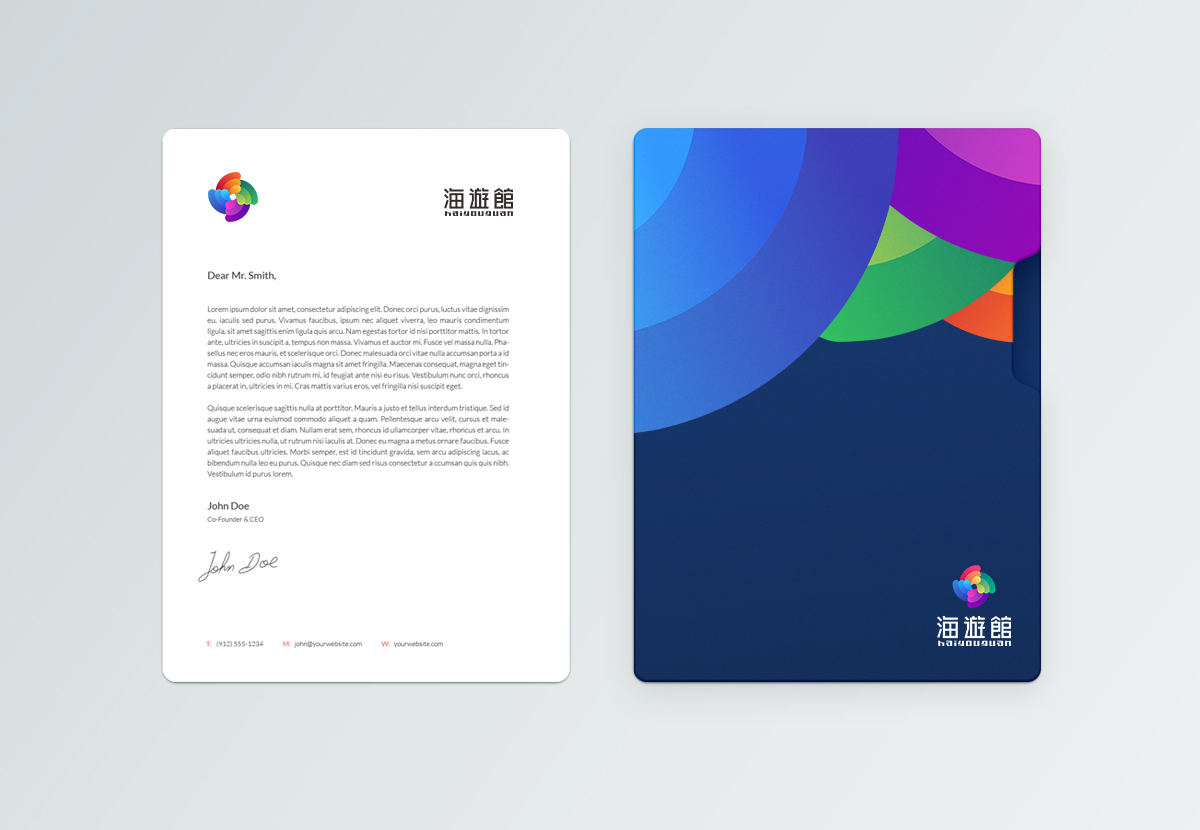 海遊館
haiyouguan
Dear Mr. Smith,
Lorem ipsum dolor sit amet, consectetur adipiscing elit. Donec orci purus, luctus vitae dignissim
eu, iaculis sed purus. Vivamus faucibus, ipsum nec aliquet viverra, leo mauris condimentum
ligula, sit amet sagittis enim ligula quis arcu. Nam egestas tortor id nisi porttitor mattis. In tortor
ante, ultricies in suscipit a, tempus non massa. Vivamus et auctor mi. Fusce vel massa nulla. Pha-
sellus nec eros mauris, et scelerisque orci. Donec malesuada orci vitae nulla accumsan porta a id
massa. Quisque accumsan iaculis magna sit amet fringilla. Maecenas consequat, magna eget tin-
cidunt semper, odio nibh rutrum mi, id feugiat ante nisi eu risus. Vestibulum nunc orci, rhoncus
a placerat in, ultricies in mi. Cras mattis varius eros, vel fringilla nisi suscipit eget.
Quisque scelerisque sagittis nulla at porttitor. Mauris a justo et tellus interdum tristique. Sed id
augue vitae urna euismod commodo aliquet a quam. Pellentesque arcu velit, cursus et male-
suada ut, consequat et diam. Nullam erat sem, rhoncus id ullamcorper vitae, rhoncus et arcu. In
ultricies ultricies nulla, ut rutrum nisi iaculis at. Donec eu magna a metus ornare faucibus. Fusce
aliquet faucibus ultricies. Morbi semper, est id tincidunt gravida, sem arcu adipiscing lacus, ac
bibendum nulla leo eu purus. Quisque nec diam sed risus consectetur a ccumsan quis quis nibh.
Vestibulum id purus lorem.
John Doe
Co-Founder & CEO
John Doe
T: (912) 555-1234 M: john@yourwebsite.com W: yourwebsite.com
海遊館
haiyouguan